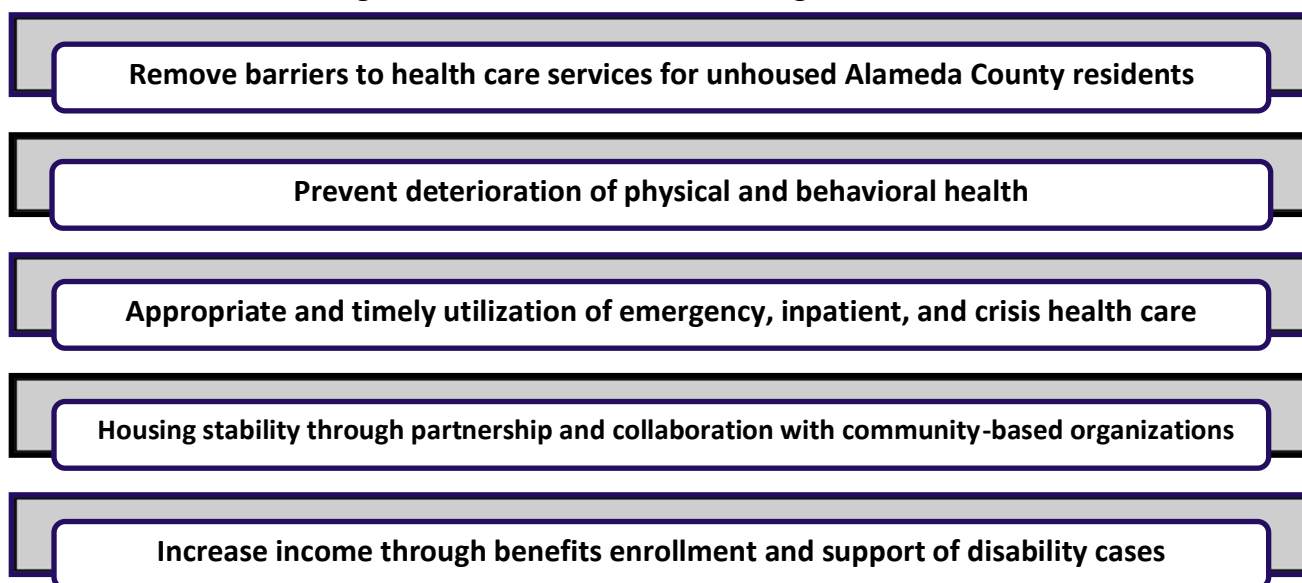 Remove barriers to health care services for unhoused Alameda County residents
Prevent deterioration of physical and behavioral health
Appropriate and timely utilization of emergency, inpatient, and crisis health care
Housing stability through partnership and collaboration with community-based organizations
Increase income through benefits enrollment and support of disability cases